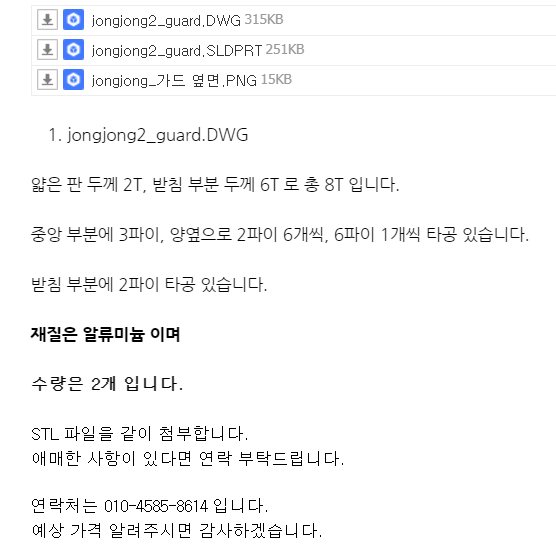 jongjong2_guard.DWG 315KB
jongjong2_guard.SLDPRT 251KB
jongjong_가드 옆면.PNG 15KB
1. jongjong2_guard.DWG
얇은 판 두께 2T, 받침 부분 두께 6T 로 총 8T 입니다.
중앙 부분에 3파이, 양옆으로 2파이 6개씩, 6파이 1개씩 타공 있습니다.
받침 부분에 2파이 타공 있습니다.
재질은 알류미늄 이며
수량은 2개 입니다.
STL 파일을 같이 첨부합니다.
애매한 사항이 있다면 연락 부탁드립니다.
연락처는 010-4585-8614 입니다.
예상 가격 알려주시면 감사하겠습니다.